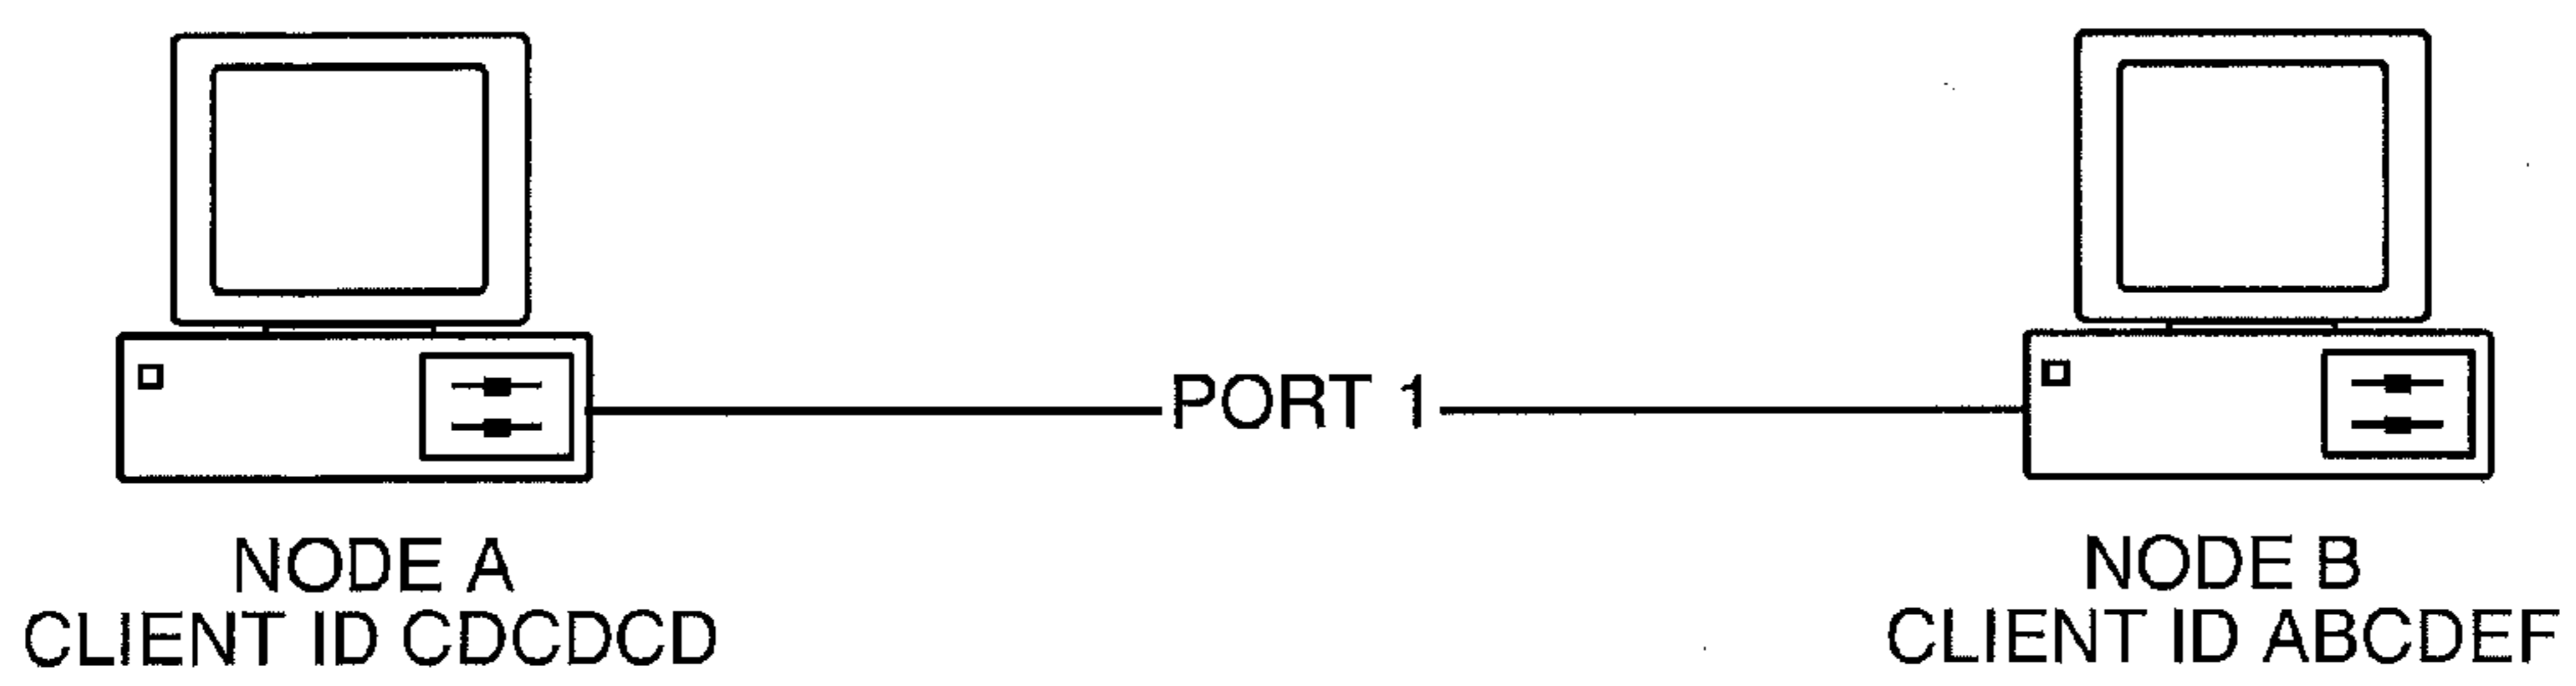 PORT 1
NODE A
CLIENT ID CDCDCD
NODE B
CLIENT ID ABCDEF